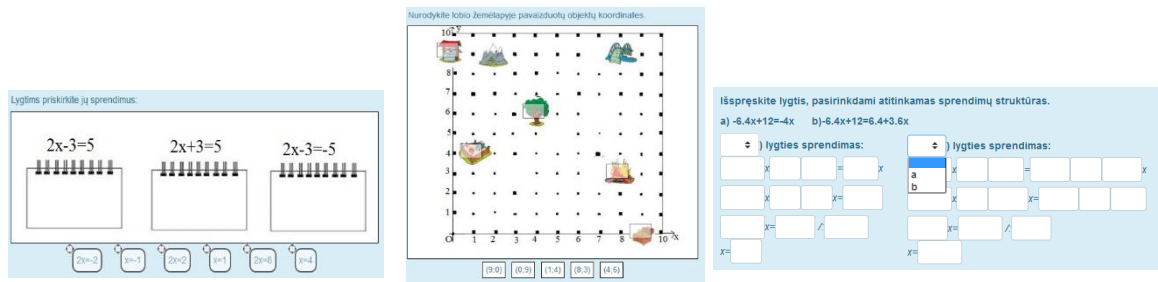 Lygtims priskirkite jų sprendimus:
2x-3=5
2x+3=5
2x-3=-5
2x=-2
x=-1
2x=2
x=1
2x=8
x=4
Nurodykite lobio žemėlapyje pavaizduotų objektų koordinates.
y
10
8
7
6
5
4
3
2
1
O 1 2 3 4 5 6 7 8 9 10 x
(9;0) (0;9) (1;4) (8;3) (4;6)
Išspręskite lygtis, pasirinkdami atitinkamas sprendimų struktūras.
a) -6.4x+12=-4x b)-6.4x+12=6.4+3.6x
) lygties sprendimas:
x = x
x x=
x= /:
x=
) lygties sprendimas:
a
b
x = x
x x=
x= /:
x=